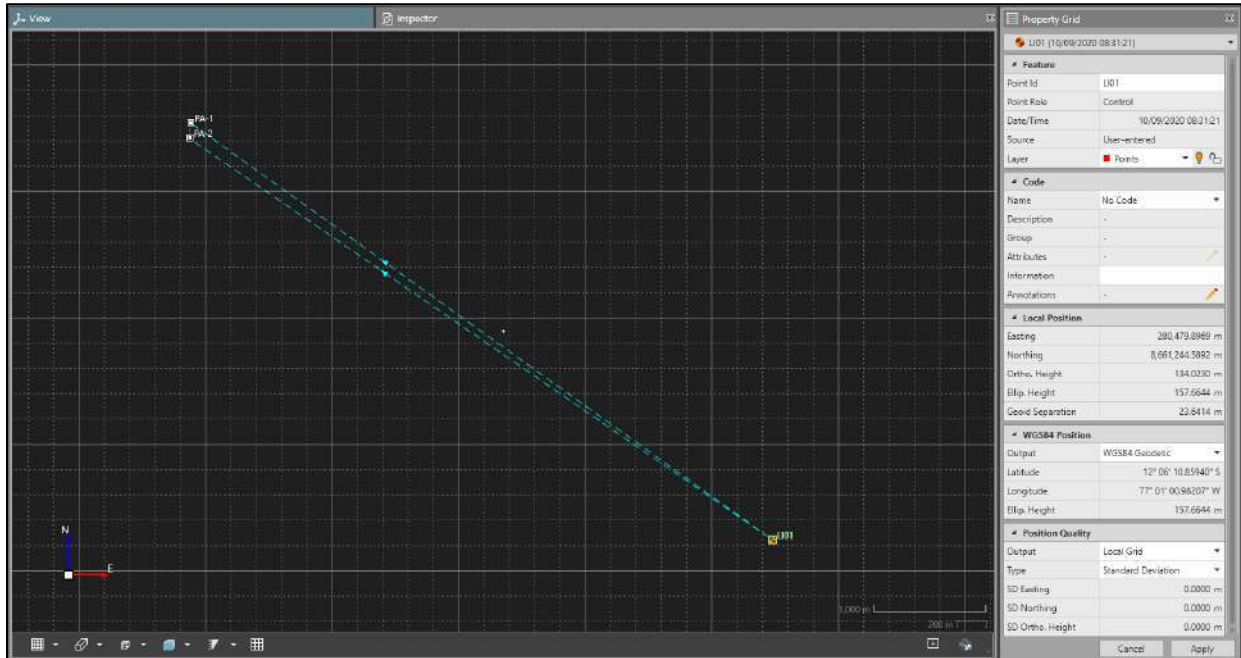 View
Inspector
Property Grid
LI01 (10/09/2020 08:31:21)
Feature
Point Id LI01
Point Role Control
Date/Time 10/09/2020 08:31:21
Source User-entered
Layer Points
Code
Name No Code
Description -
Group -
Attributes -
Information
Annotations -
Local Position
Easting 280,479.8969 m
Northing 8,661,244.5892 m
Ortho. Height 134.0230 m
Ellip. Height 157.6644 m
Geoid Separation 23.6414 m
WGS84 Position
Output WGS84 Geodetic
Latitude 12° 06' 10.85940" S
Longitude 77° 01' 00.98207" W
Ellip. Height 157.6644 m
Position Quality
Output Local Grid
Type Standard Deviation
SD Easting 0.0000 m
SD Northing 0.0000 m
SD Ortho. Height 0.0000 m
Cancel Apply
PA-1
PA-2
LI01
N
E
1,000 m
200 m